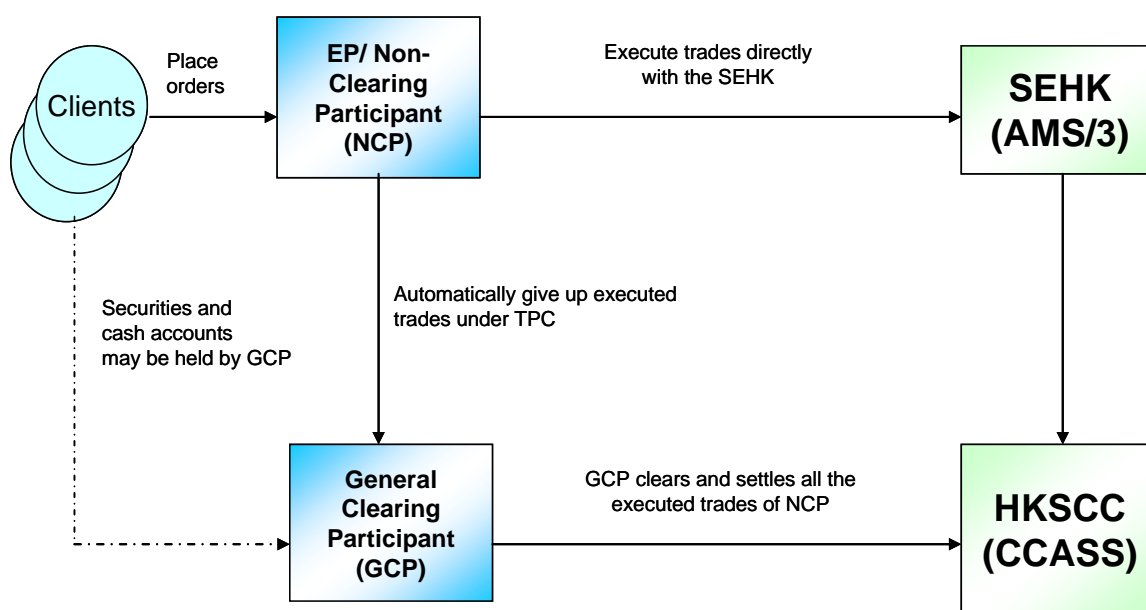 Clients
Place
orders
EP/ Non-
Clearing
Participant
(NCP)
Execute trades directly
with the SEHK
SEHK
(AMS/3)
Securities and
cash accounts
may be held by GCP
Automatically give up executed
trades under TPC
General
Clearing
Participant
(GCP)
GCP clears and settles all the
executed trades of NCP
HKSCC
(CCASS)